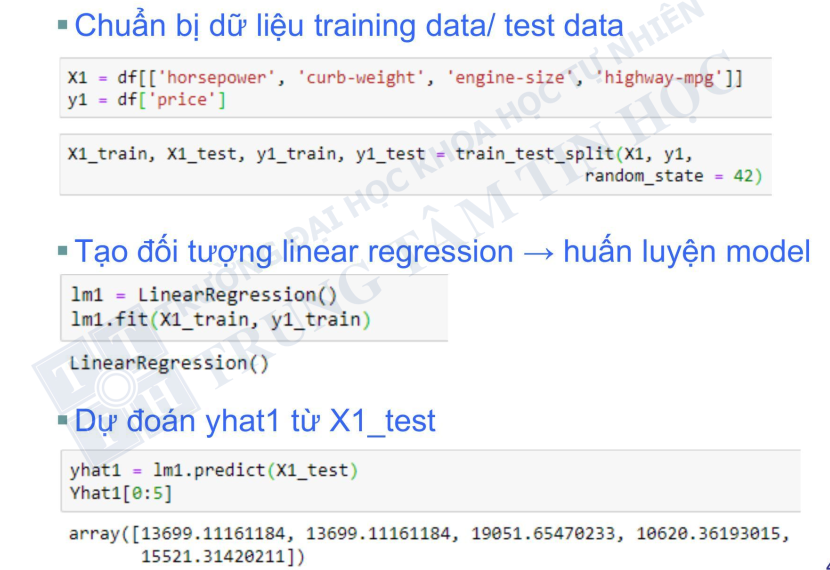 ▪ Chuẩn bị dữ liệu training data/ test data
X1 = df[['horsepower', 'curb-weight', 'engine-size', 'highway-mpg']]
y1 = df['price']
X1_train, X1_test, y1_train, y1_test = train_test_split(X1, y1,
random_state = 42)
▪ Tạo đối tượng linear regression → huấn luyện model
lm1 = LinearRegression()
lm1.fit(X1_train, y1_train)
LinearRegression()
▪ Dự đoán yhat1 từ X1_test
yhat1 = lm1.predict(X1_test)
Yhat1[0:5]
array([13699.11161184, 13699.11161184, 19051.65470233, 10620.36193015,
15521.31420211])
TRƯỜNG ĐẠI HỌC KHOA HỌC TỰ NHIÊN
TRUNG TÂM TIN HỌC